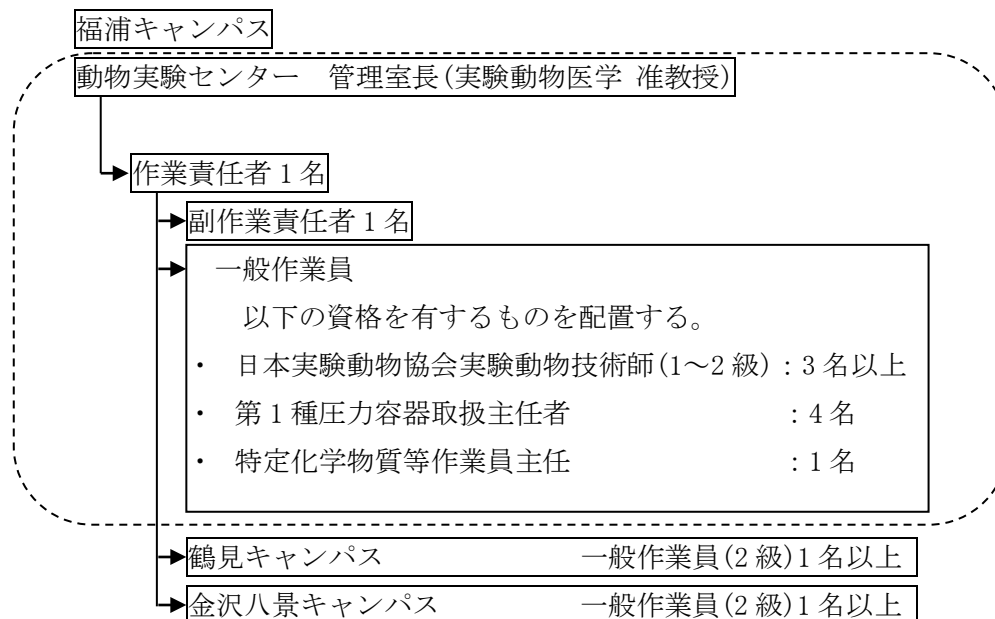 福浦キャンパス
動物実験センター　管理室長(実験動物医学 准教授)
作業責任者 1 名
副作業責任者 1 名
一般作業員
以下の資格を有するものを配置する。
・ 日本実験動物協会実験動物技術師(1～2 級)：3 名以上
・ 第 1 種圧力容器取扱主任者　　　　　　　：4 名
・ 特定化学物質等作業員主任　　　　　　　：1 名
鶴見キャンパス　　　　　　　一般作業員(2 級)1 名以上
金沢八景キャンパス　　　　　一般作業員(2 級)1 名以上